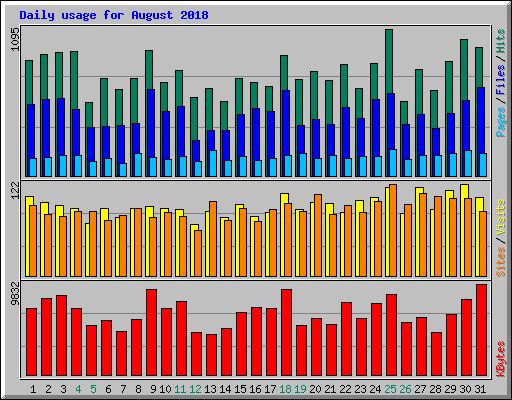 Daily usage for August 2018
1095
Pages / Files / Hits
122
Sites / Visits
9832
KBytes
1 2 3 4 5 6 7 8 9 10 11 12 13 14 15 16 17 18 19 20 21 22 23 24 25 26 27 28 29 30 31